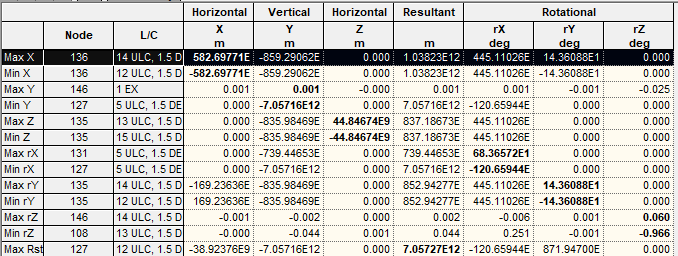 Horizontal Vertical Horizontal Resultant Rotational
Node L/C X m Y m Z m m rX deg rY deg rZ deg
Max X 136 14 ULC, 1.5 D 582.69771E -859.29062E 0.000 1.03823E12 445.11026E 14.36088E1 0.000
Min X 136 12 ULC, 1.5 D -582.69771E -859.29062E 0.000 1.03823E12 445.11026E -14.36088E1 0.000
Max Y 146 1 EX 0.001 0.001 -0.000 0.001 0.001 -0.001 -0.025
Min Y 127 5 ULC, 1.5 DE 0.000 -7.05716E12 0.000 7.05716E12 -120.65944E 0.000 0.000
Max Z 135 13 ULC, 1.5 D 0.000 -835.98469E 44.84674E9 837.18673E 445.11026E 0.000 0.000
Min Z 135 15 ULC, 1.5 D 0.000 -835.98469E -44.84674E9 837.18673E 445.11026E 0.000 0.000
Max rX 131 5 ULC, 1.5 DE 0.000 -739.44653E 0.000 739.44653E 68.36572E1 0.000 0.000
Min rX 127 5 ULC, 1.5 DE 0.000 -7.05716E12 0.000 7.05716E12 -120.65944E 0.000 0.000
Max rY 135 14 ULC, 1.5 D -169.23636E -835.98469E 0.000 852.94277E 445.11026E 14.36088E1 0.000
Min rY 135 12 ULC, 1.5 D 169.23636E -835.98469E 0.000 852.94277E 445.11026E -14.36088E1 0.000
Max rZ 146 14 ULC, 1.5 D -0.001 -0.002 0.000 0.002 -0.006 0.001 0.060
Min rZ 108 13 ULC, 1.5 D -0.000 -0.044 0.001 0.044 0.251 -0.001 -0.966
Max Rst 127 12 ULC, 1.5 D -38.92376E9 -7.05716E12 0.000 7.05727E12 -120.65944E 871.94700E 0.000